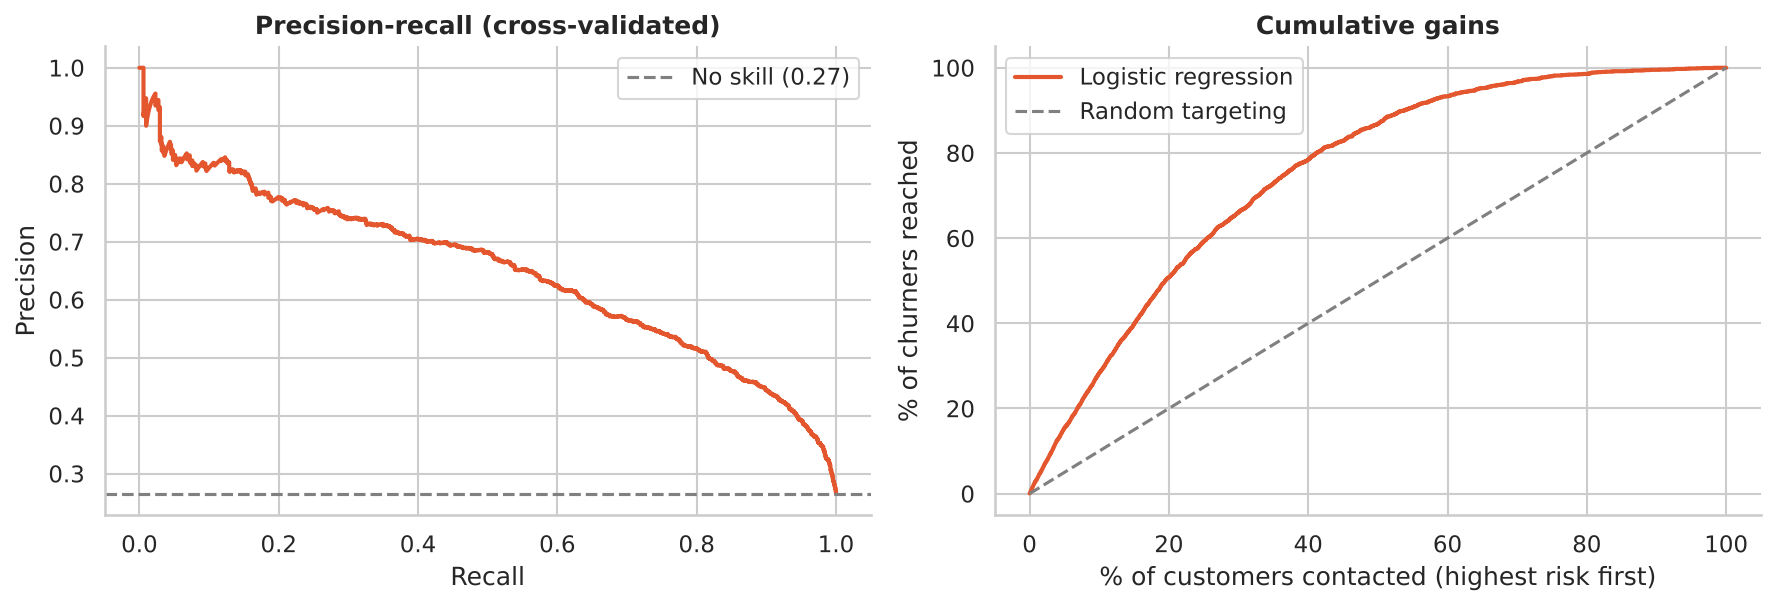 Precision-recall (cross-validated)
No skill (0.27)
Precision
1.0
0.9
0.8
0.7
0.6
0.5
0.4
0.3
0.0 0.2 0.4 0.6 0.8 1.0
Recall
Cumulative gains
Logistic regression
Random targeting
% of churners reached
100
80
60
40
20
0
0 20 40 60 80 100
% of customers contacted (highest risk first)